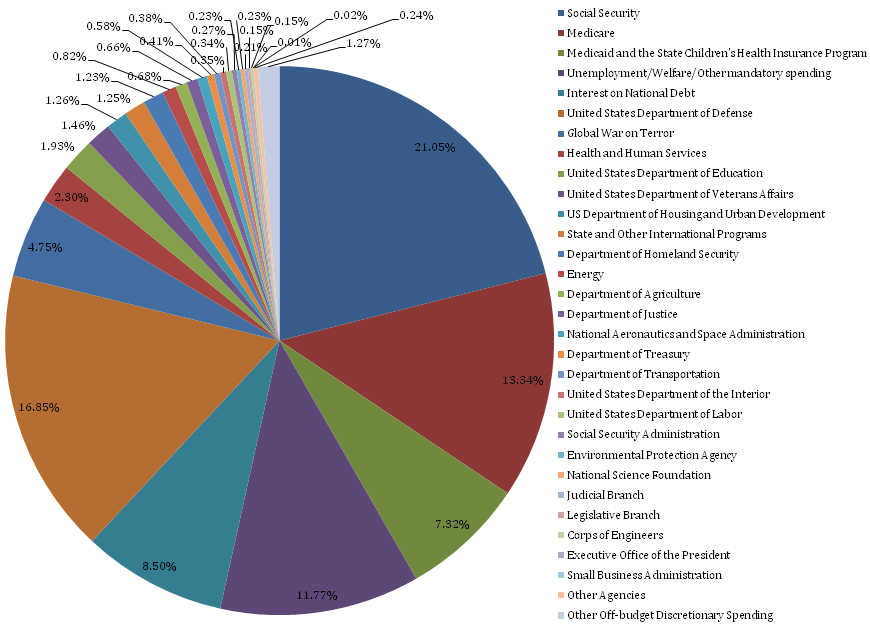 0.23%
0.23%
0.15%
0.02%
0.24%
0.38%
0.58%
0.27%
0.15%
0.66%
0.41%
0.34%
0.21%
0.01%
1.27%
0.82%
0.35%
1.23%
0.68%
1.26%
1.25%
1.46%
1.93%
2.30%
4.75%
21.05%
13.34%
16.85%
7.32%
8.50%
11.77%
Social Security
Medicare
Medicaid and the State Children's Health Insurance Program
Unemployment/Welfare/Other mandatory spending
Interest on National Debt
United States Department of Defense
Global War on Terror
Health and Human Services
United States Department of Education
United States Department of Veterans Affairs
US Department of Housing and Urban Development
State and Other International Programs
Department of Homeland Security
Energy
Department of Agriculture
Department of Justice
National Aeronautics and Space Administration
Department of Treasury
Department of Transportation
United States Department of the Interior
United States Department of Labor
Social Security Administration
Environmental Protection Agency
National Science Foundation
Judicial Branch
Legislative Branch
Corps of Engineers
Executive Office of the President
Small Business Administration
Other Agencies
Other Off-budget Discretionary Spending